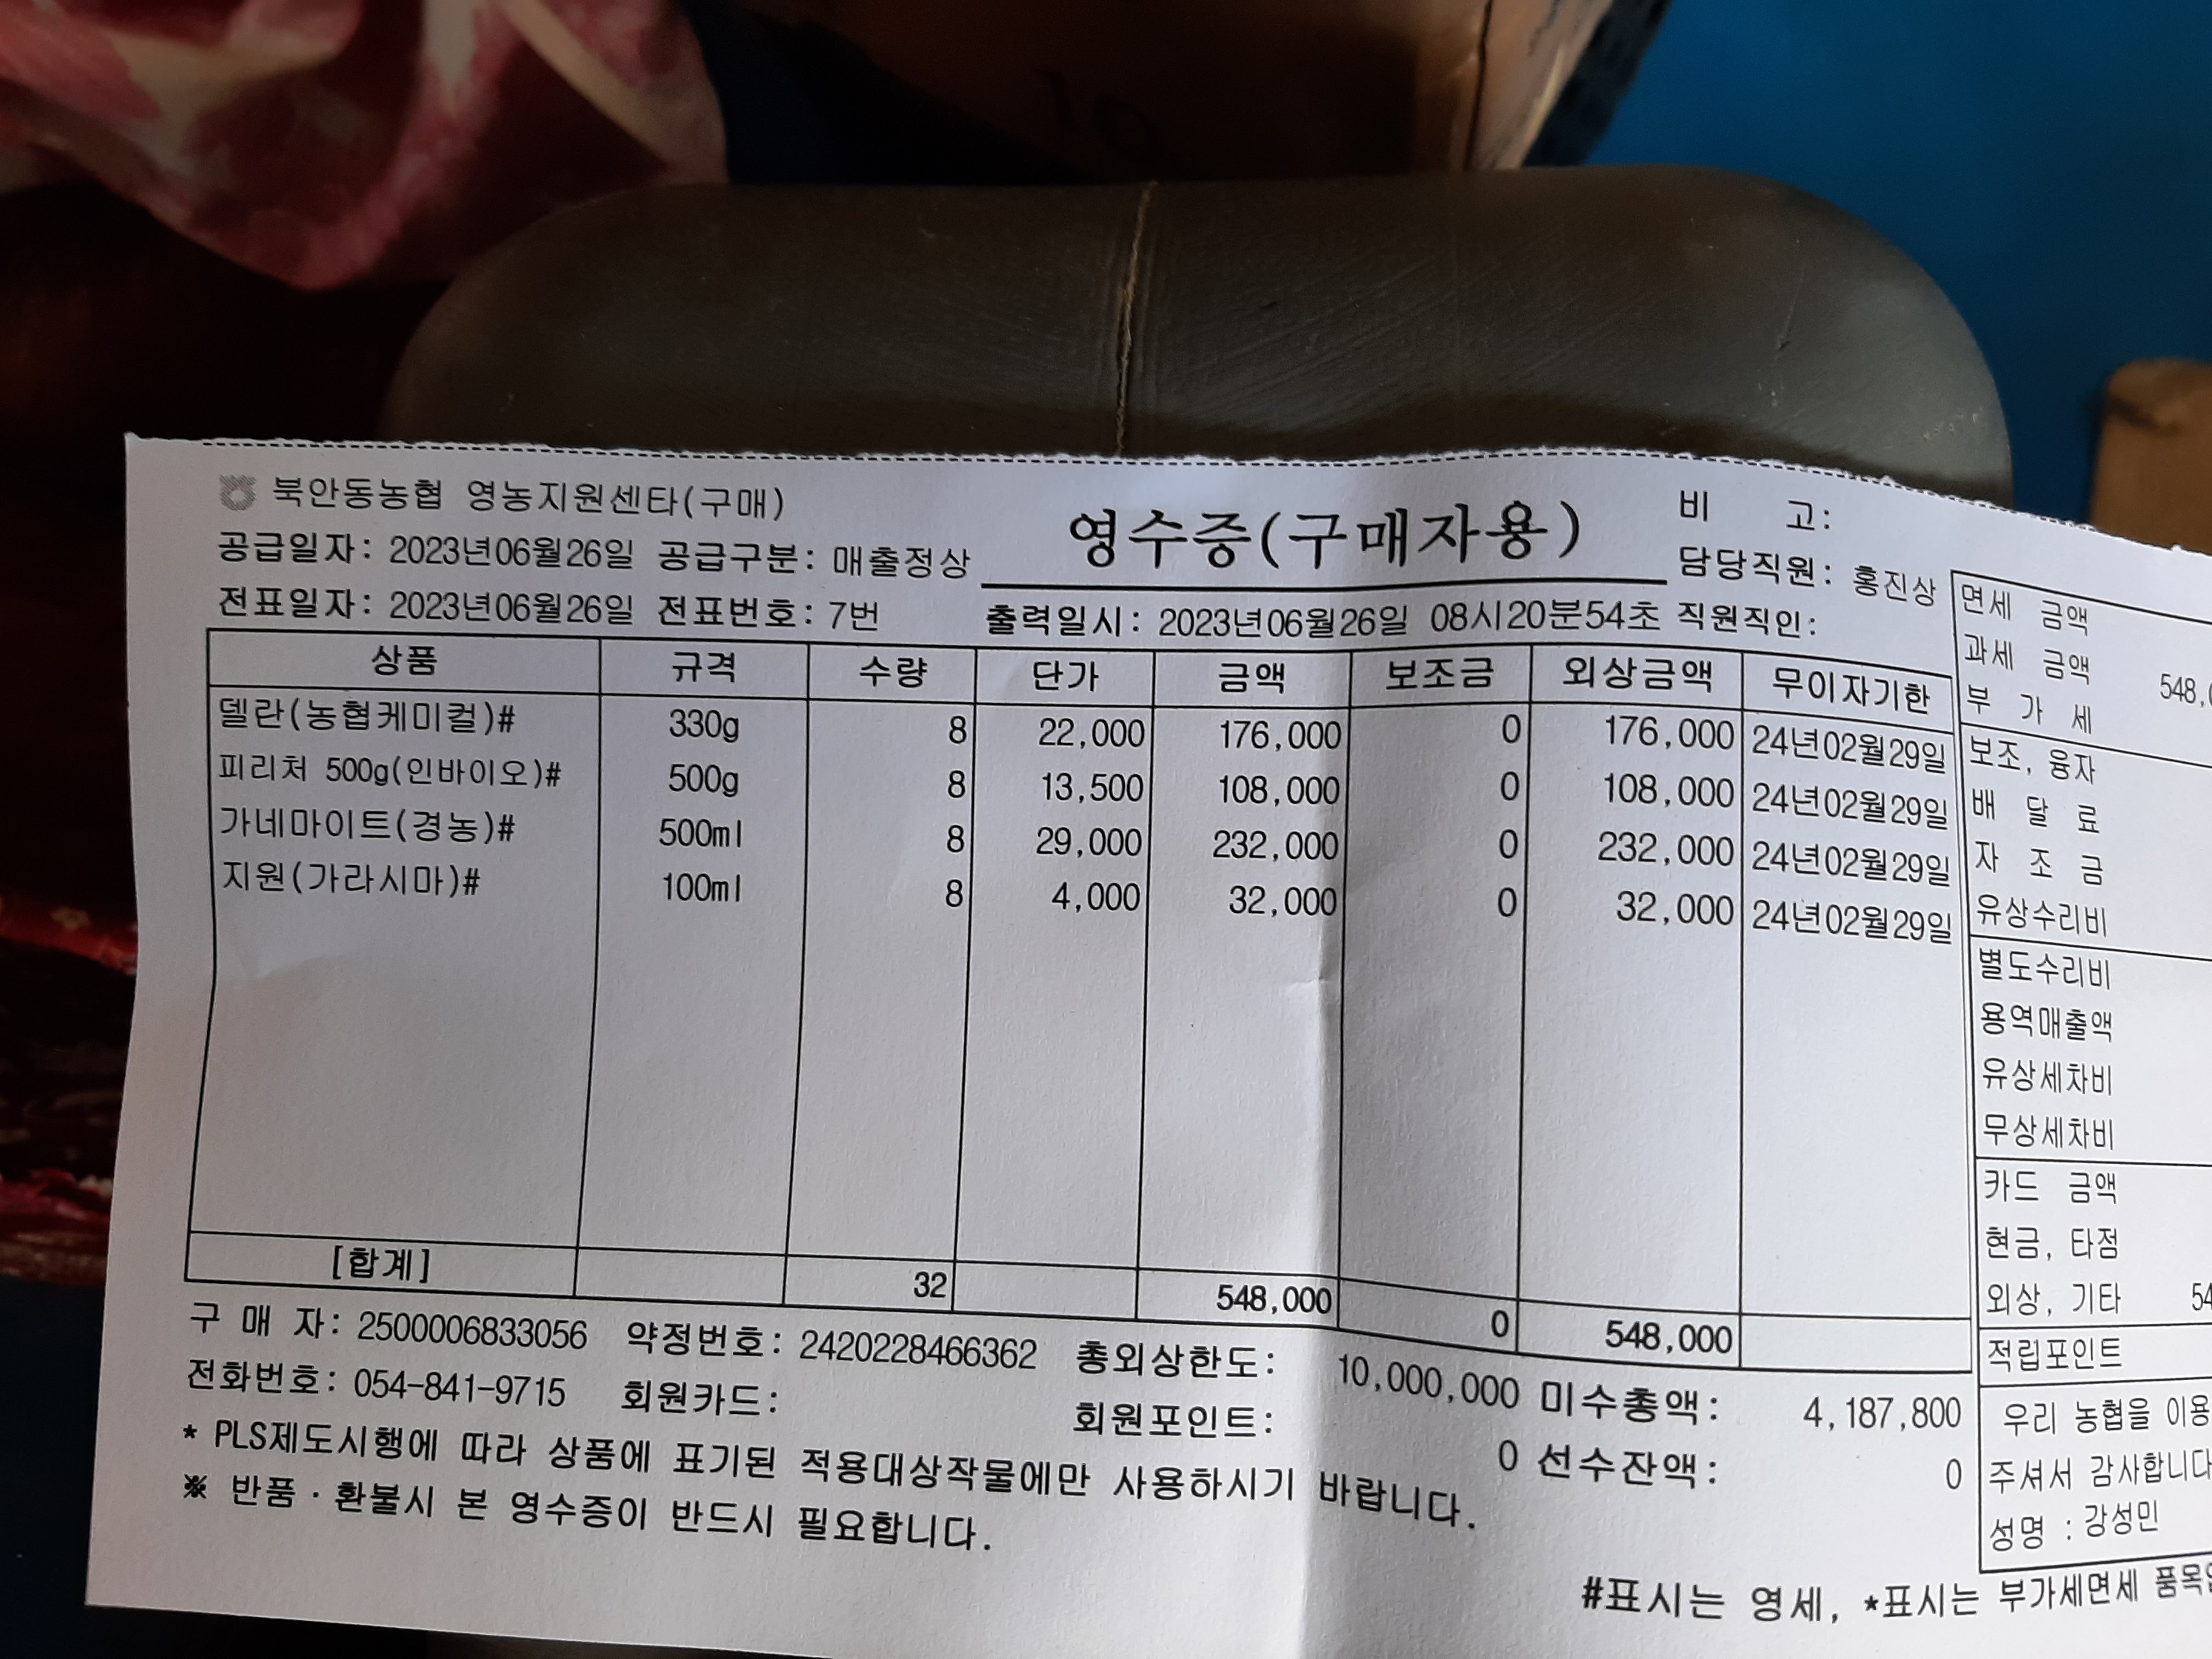 북안동농협 영농지원센타(구매)
영수증(구매자용)
비 고:
공급일자: 2023년06월26일 공급구분: 매출정상
담당직원: 홍진상
전표일자: 2023년06월26일 전표번호: 7번 출력일시: 2023년06월26일 08시20분54초 직원직인:
상품 규격 수량 단가 금액 보조금 외상금액 무이자기한
델란(농협케미컬)# 330g 8 22,000 176,000 0 176,000 24년02월29일
피리처 500g(인바이오)# 500g 8 13,500 108,000 0 108,000 24년02월29일
가네마이트(경농)# 500ml 8 29,000 232,000 0 232,000 24년02월29일
지원(가라시마)# 100ml 8 4,000 32,000 0 32,000 24년02월29일
[합계] 32 548,000 0 548,000
구 매 자: 2500006833056 약정번호: 2420228466362 총외상한도: 10,000,000 미수총액: 4,187,800
전화번호: 054-841-9715 회원카드: 회원포인트: 0 선수잔액: 0
* PLS제도시행에 따라 상품에 표기된 적용대상작물에만 사용하시기 바랍니다.
※ 반품·환불시 본 영수증이 반드시 필요합니다.
면세 금액
과세 금액
부 가 세
보조, 융자
배 달 료
자 조 금
유상수리비
별도수리비
용역매출액
유상세차비
무상세차비
카드 금액
현금, 타점
외상, 기타
적립포인트
우리 농협을 이용
주셔서 감사합니다
성명 : 강성민
#표시는 영세, *표시는 부가세면세 품목